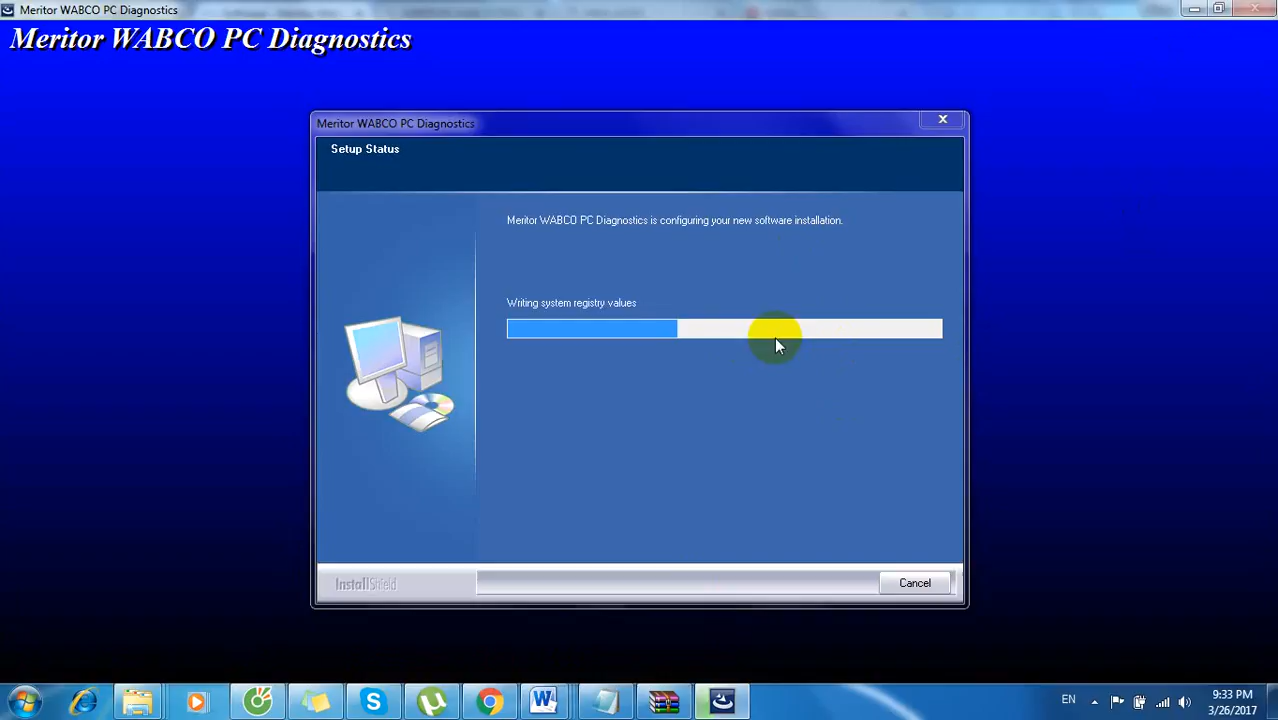 Meritor WABCO PC Diagnostics
Meritor WABCO PC Diagnostics
Meritor WABCO PC Diagnostics
Setup Status
Meritor WABCO PC Diagnostics is configuring your new software installation.
Writing system registry values
InstallShield
Cancel
EN
9:33 PM
3/26/2017